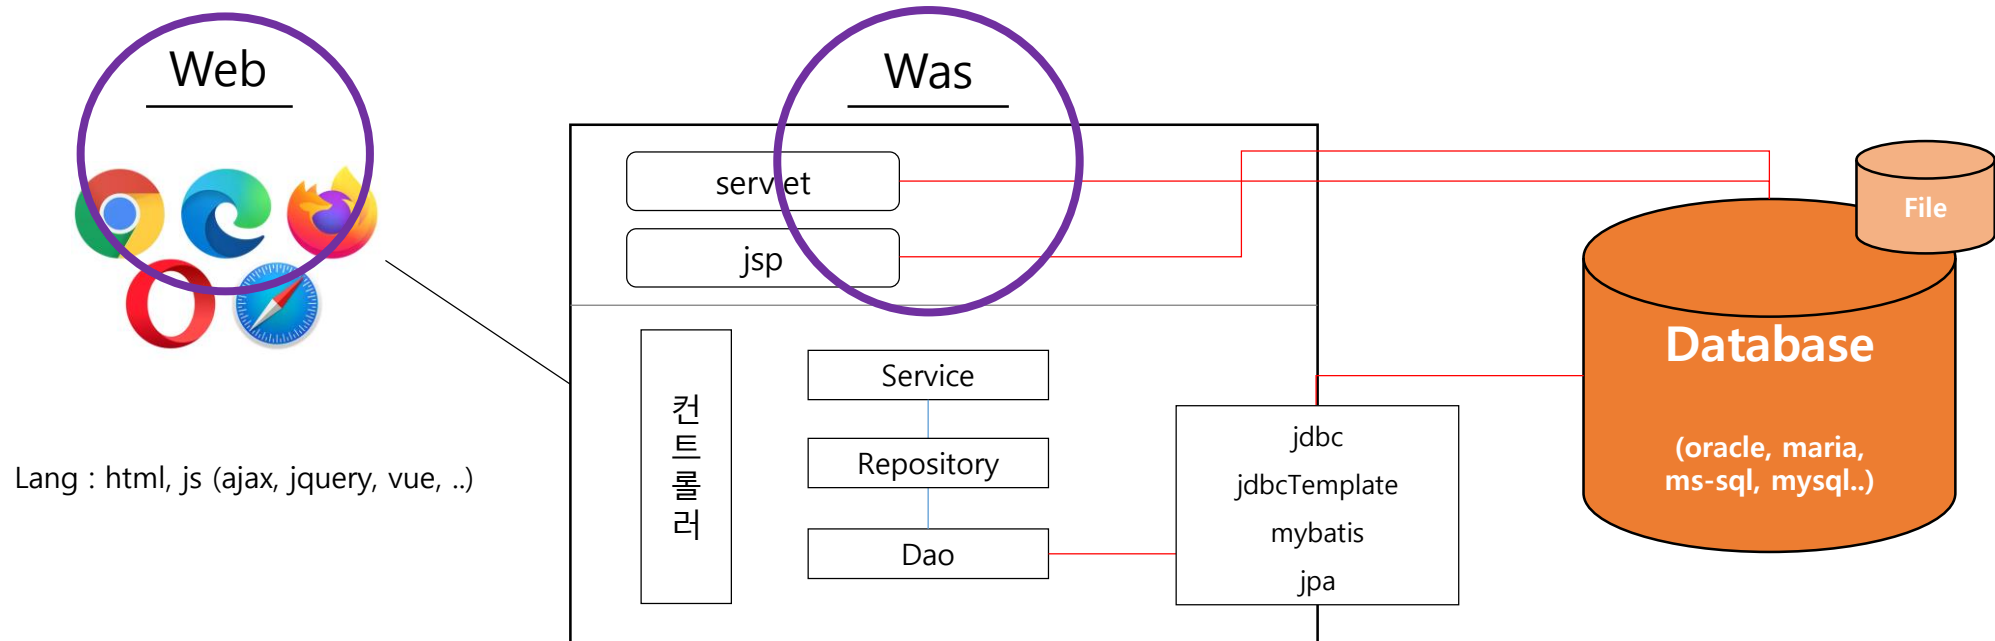 Web
Was
servlet
jsp
File
Database
(oracle, maria,
ms-sql, mysql..)
Lang : html, js (ajax, jquery, vue, ..)
컨
트
롤
러
Service
Repository
Dao
jdbc
jdbcTemplate
mybatis
jpa